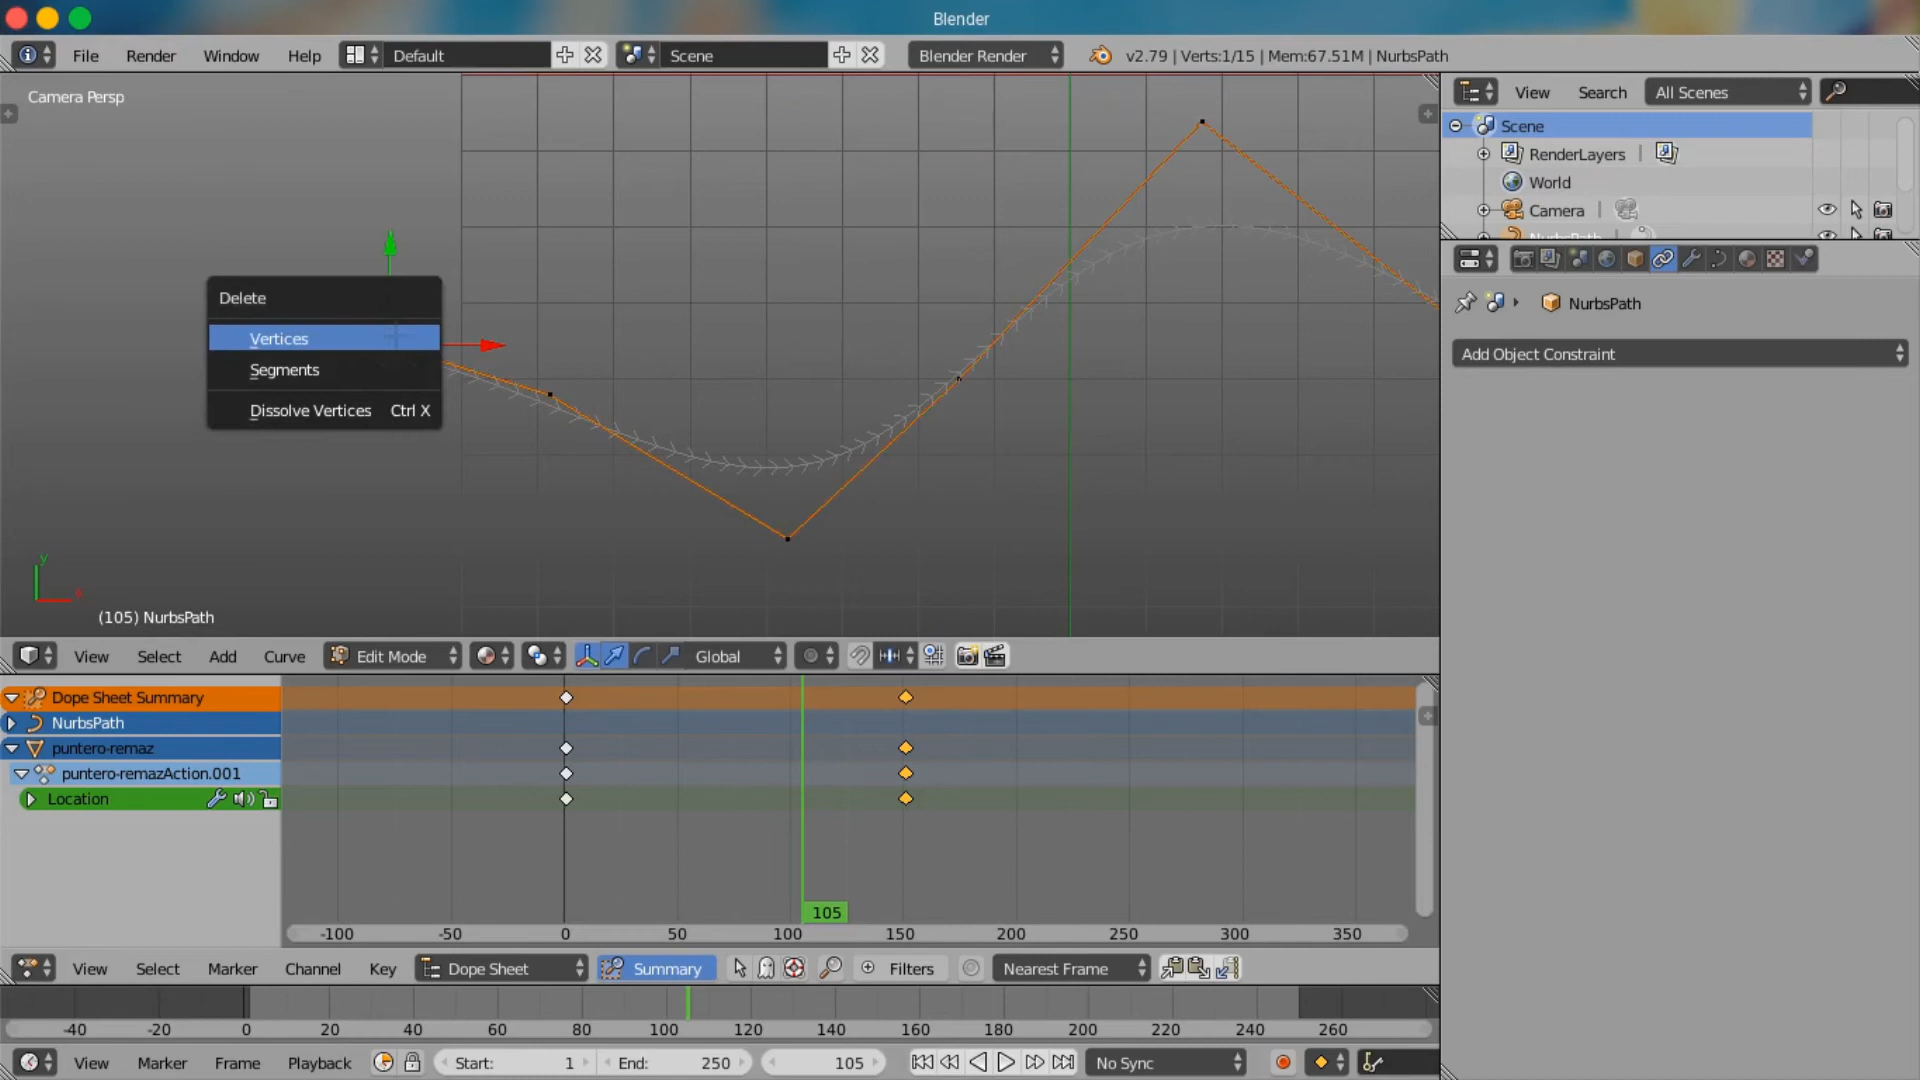 Blender
File Render Window Help Default Scene Blender Render v2.79 | Verts:1/15 | Mem:67.51M | NurbsPath
Camera Persp
View Search All Scenes
Scene
RenderLayers |
World
Camera |
NurbsPath |
Delete
Vertices
Segments
Dissolve Vertices Ctrl X
NurbsPath
Add Object Constraint
y
x
(105) NurbsPath
View Select Add Curve Edit Mode Global
Dope Sheet Summary
NurbsPath
puntero-remaz
puntero-remazAction.001
Location
105
-100 -50 0 50 100 150 200 250 300 350
View Select Marker Channel Key Dope Sheet Summary Filters Nearest Frame
-40 -20 0 20 40 60 80 100 120 140 160 180 200 220 240 260
View Marker Frame Playback Start: 1 End: 250 105 No Sync